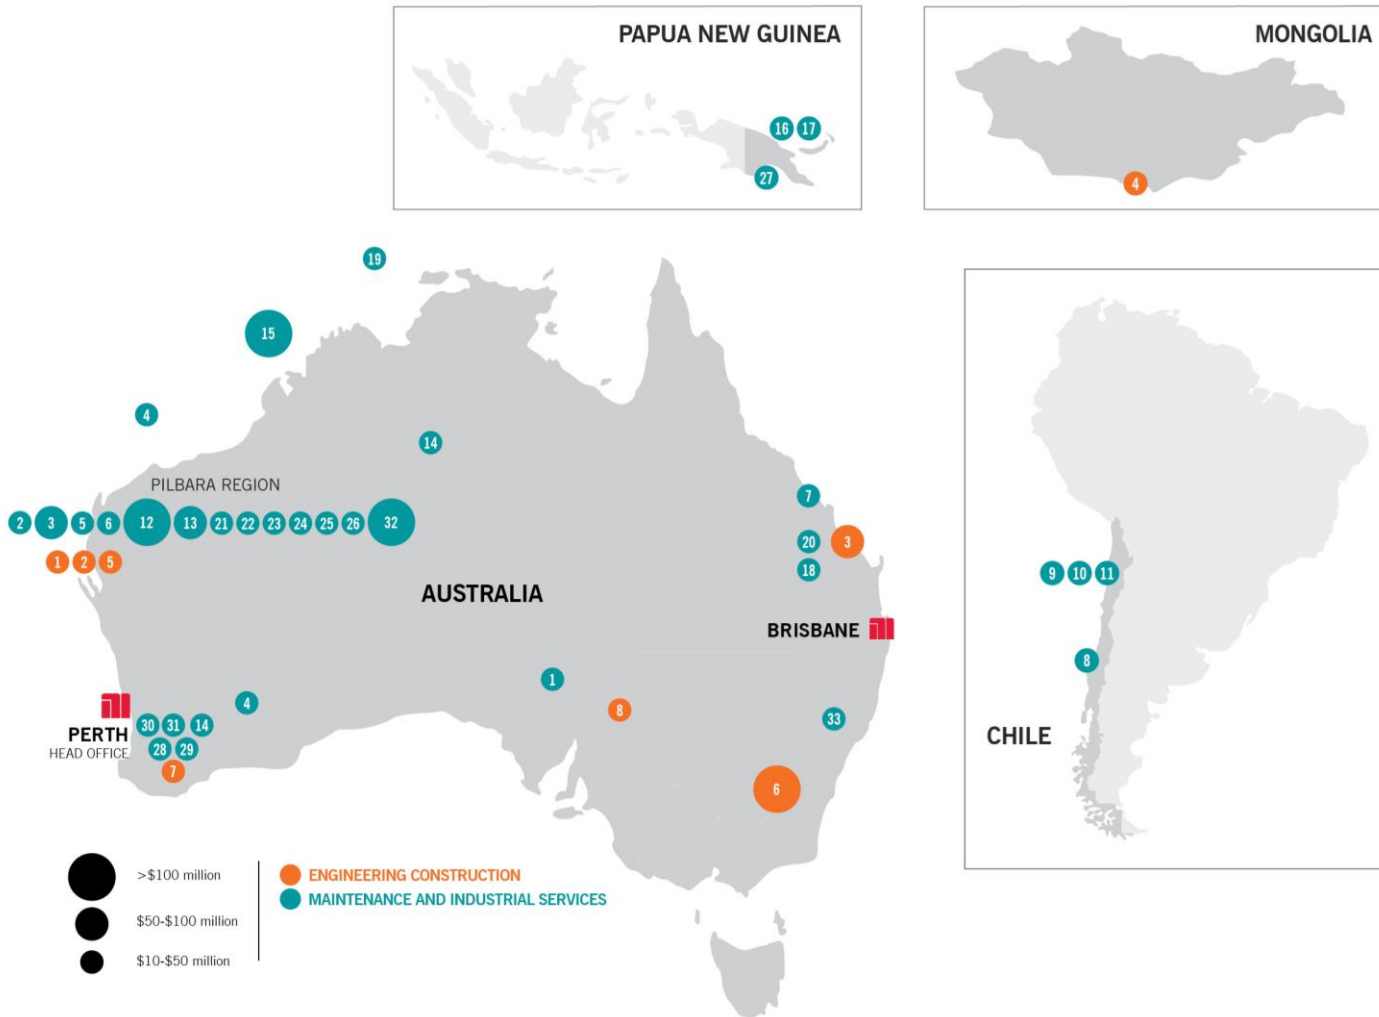 PAPUA NEW GUINEA
16 17
27
MONGOLIA
4
19
15
4
14
PILBARA REGION
2 3 5 6 12 13 21 22 23 24 25 26 32
1 2 5
7
20 3
18
AUSTRALIA
BRISBANE
9 10 11
8
CHILE
1
4
8
33
PERTH
HEAD OFFICE
30 31 14
28 29
7
6
>$100 million
$50-$100 million
$10-$50 million
ENGINEERING CONSTRUCTION
MAINTENANCE AND INDUSTRIAL SERVICES